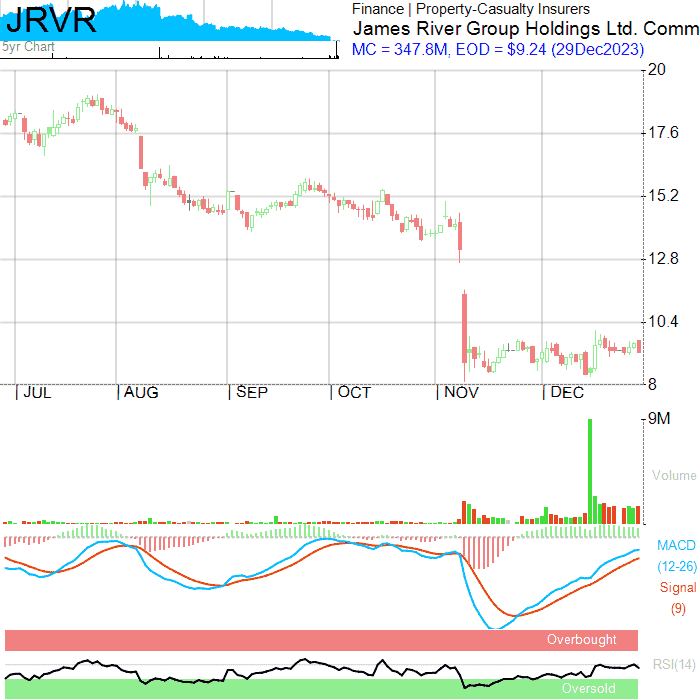 JRVR
5yr Chart
Finance | Property-Casualty Insurers
James River Group Holdings Ltd. Comm
MC = 347.8M, EOD = $9.24 (29Dec2023)
20
17.6
15.2
12.8
10.4
8
JUL AUG SEP OCT NOV DEC
9M
Volume
MACD
(12-26)
Signal
(9)
Overbought
RSI(14)
Oversold